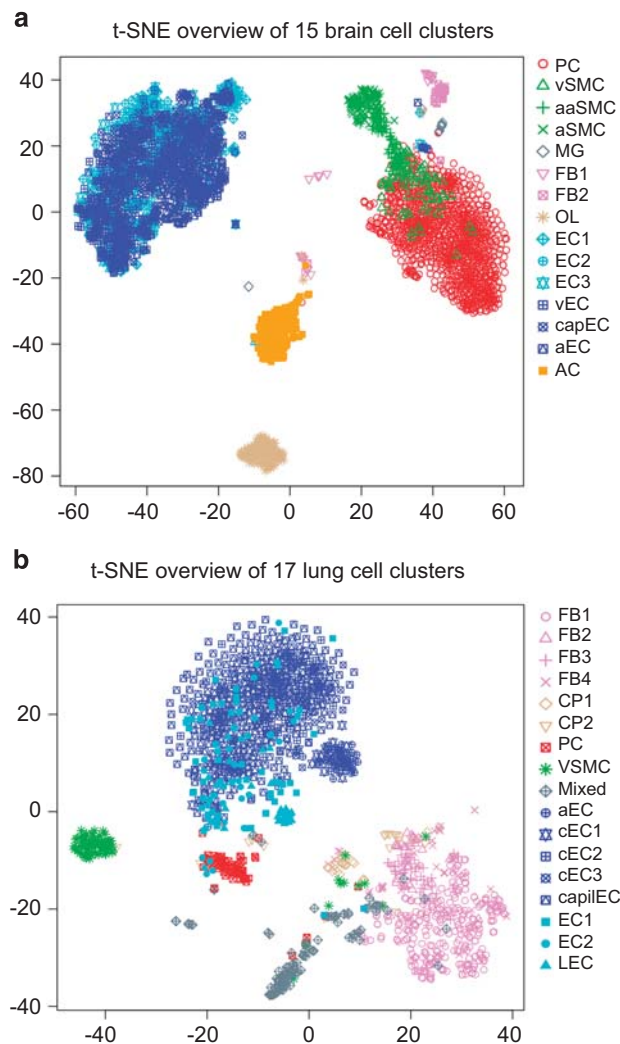 a
t-SNE overview of 15 brain cell clusters
40
20
0
-20
-40
-60
-80
-60
-40
-20
0
20
40
60
PC
vSMC
aaSMC
aSMC
MG
FB1
FB2
OL
EC1
EC2
EC3
vEC
capEC
aEC
AC
b
t-SNE overview of 17 lung cell clusters
40
20
0
-20
-40
-40
-20
0
20
40
FB1
FB2
FB3
FB4
CP1
CP2
PC
VSMC
Mixed
aEC
cEC1
cEC2
cEC3
capilEC
EC1
EC2
LEC